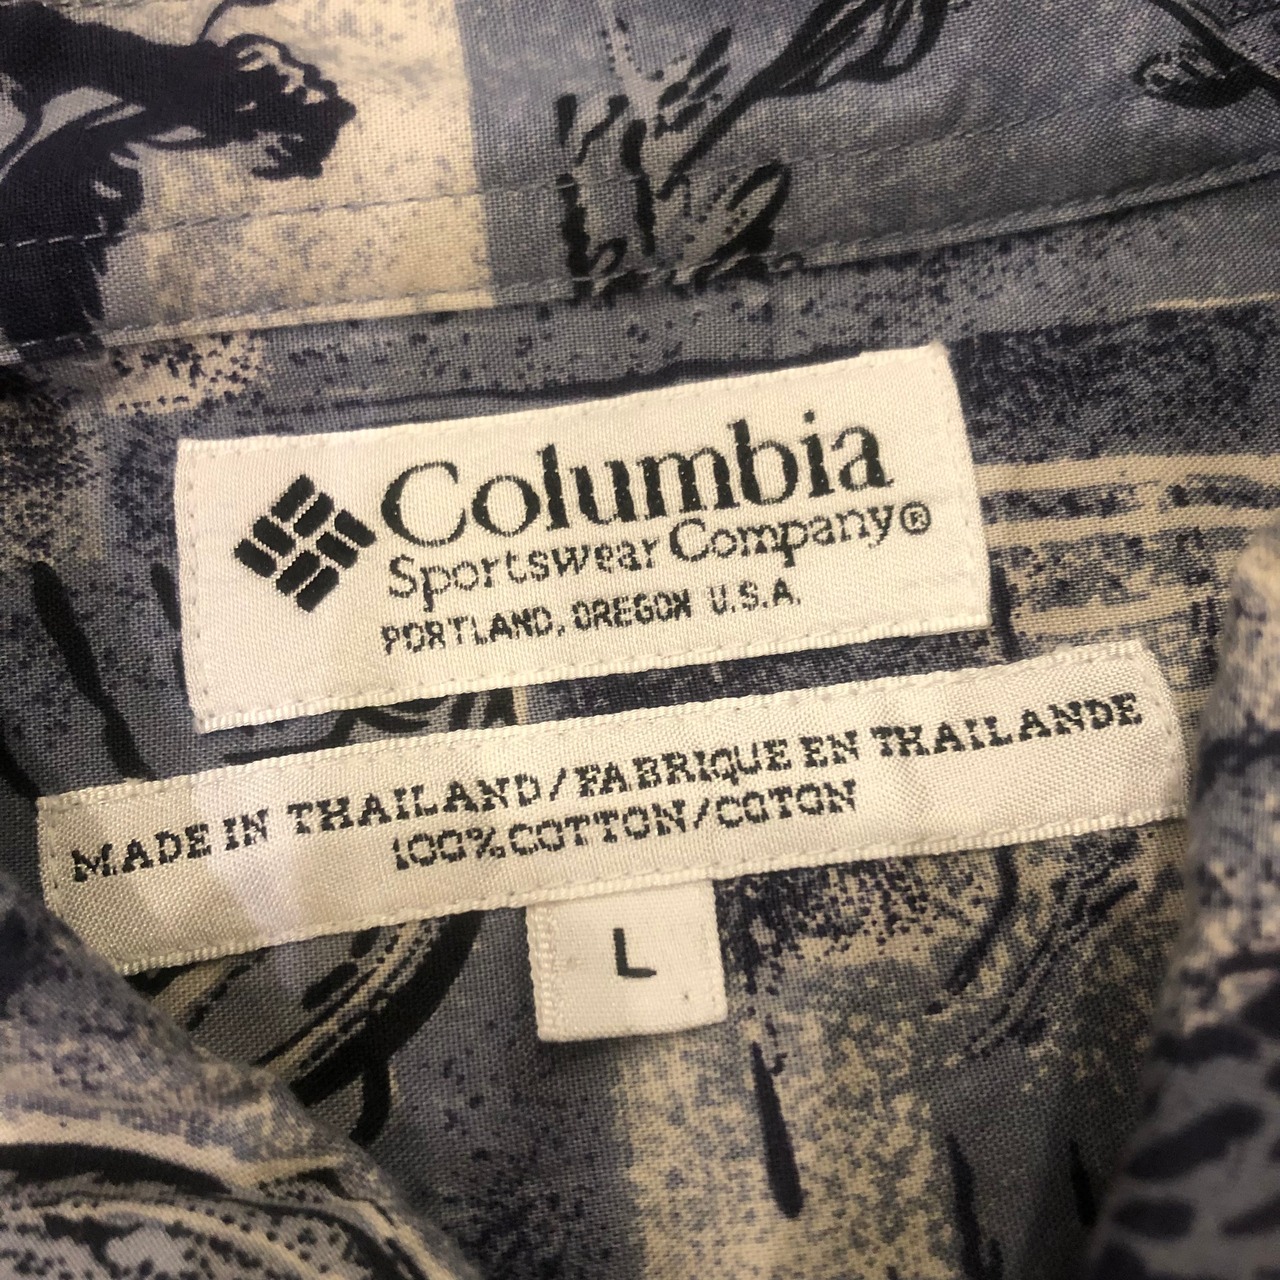 Columbia
Sportswear Company®
PORTLAND, OREGON U.S.A.
MADE IN THAILAND/FABRIQUE EN THAILANDE
100% COTTON/COTON
L